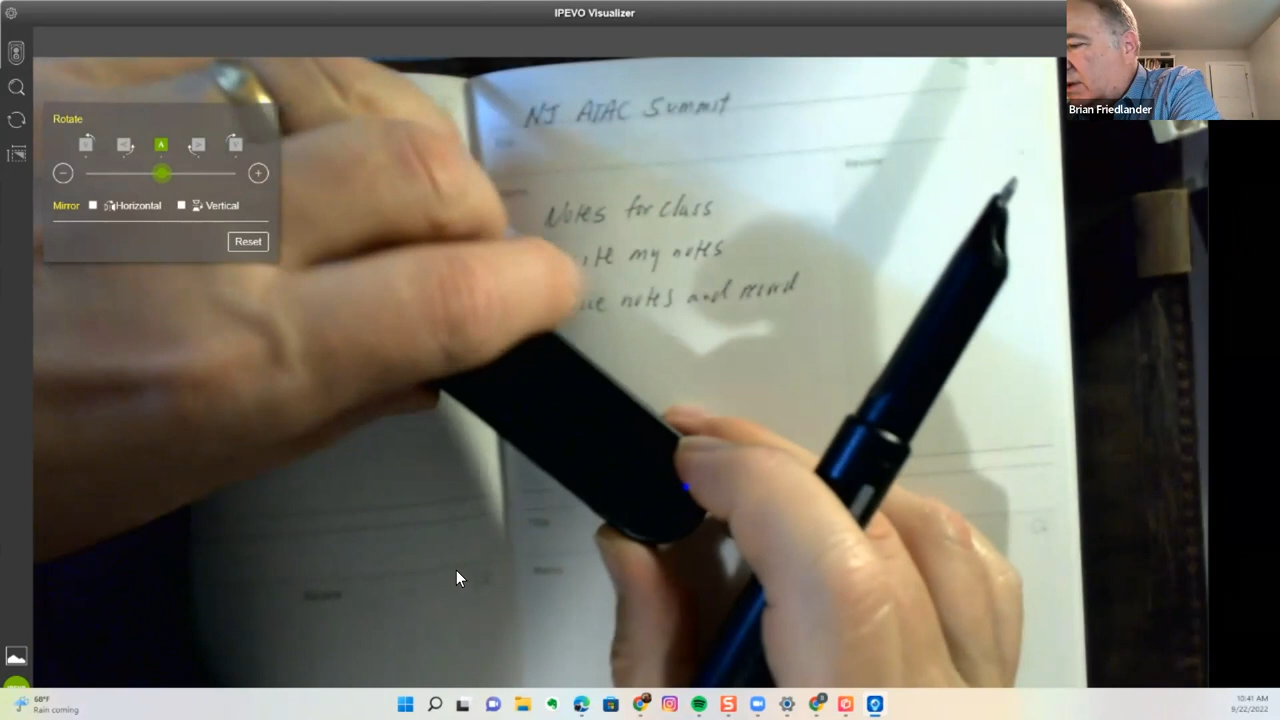 IPEVO Visualizer
Brian Friedlander
Rotate
A
Mirror Horizontal Vertical
Reset
NJ ATAC Summit
Notes for Class
my notes
notes and record
68°F
Rain coming
10:41 AM
9/22/2022